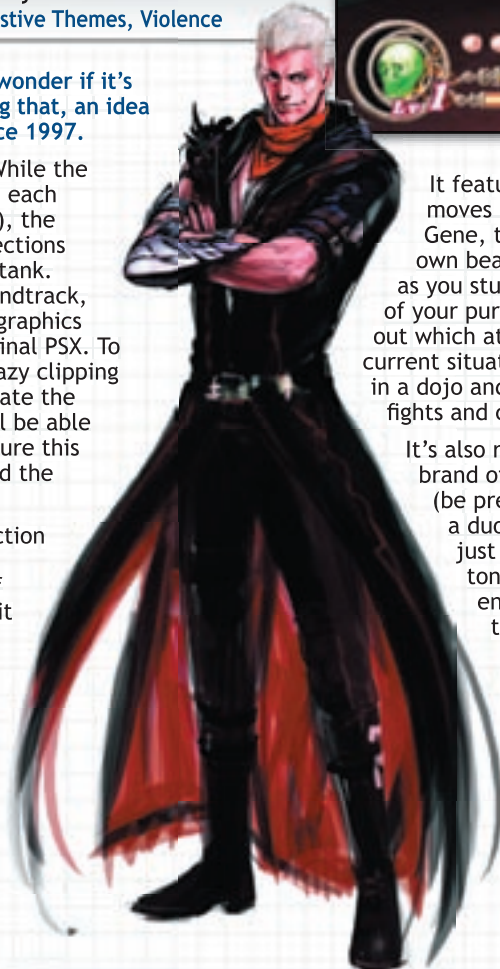 stive Themes, Violence
wonder if it's
g that, an idea
ce 1997.
While the
each
), the
ections
tank.
ndtrack,
graphics
inal PSX. To
azy clipping
ate the
l be able
ure this
d the
ction
it
Lv. 1
It featu
moves
Gene, t
own bea
as you stu
of your pur
out which at
current situat
in a dojo and
fights and c
It's also r
brand o
(be pre
a duc
just
ton
en
t